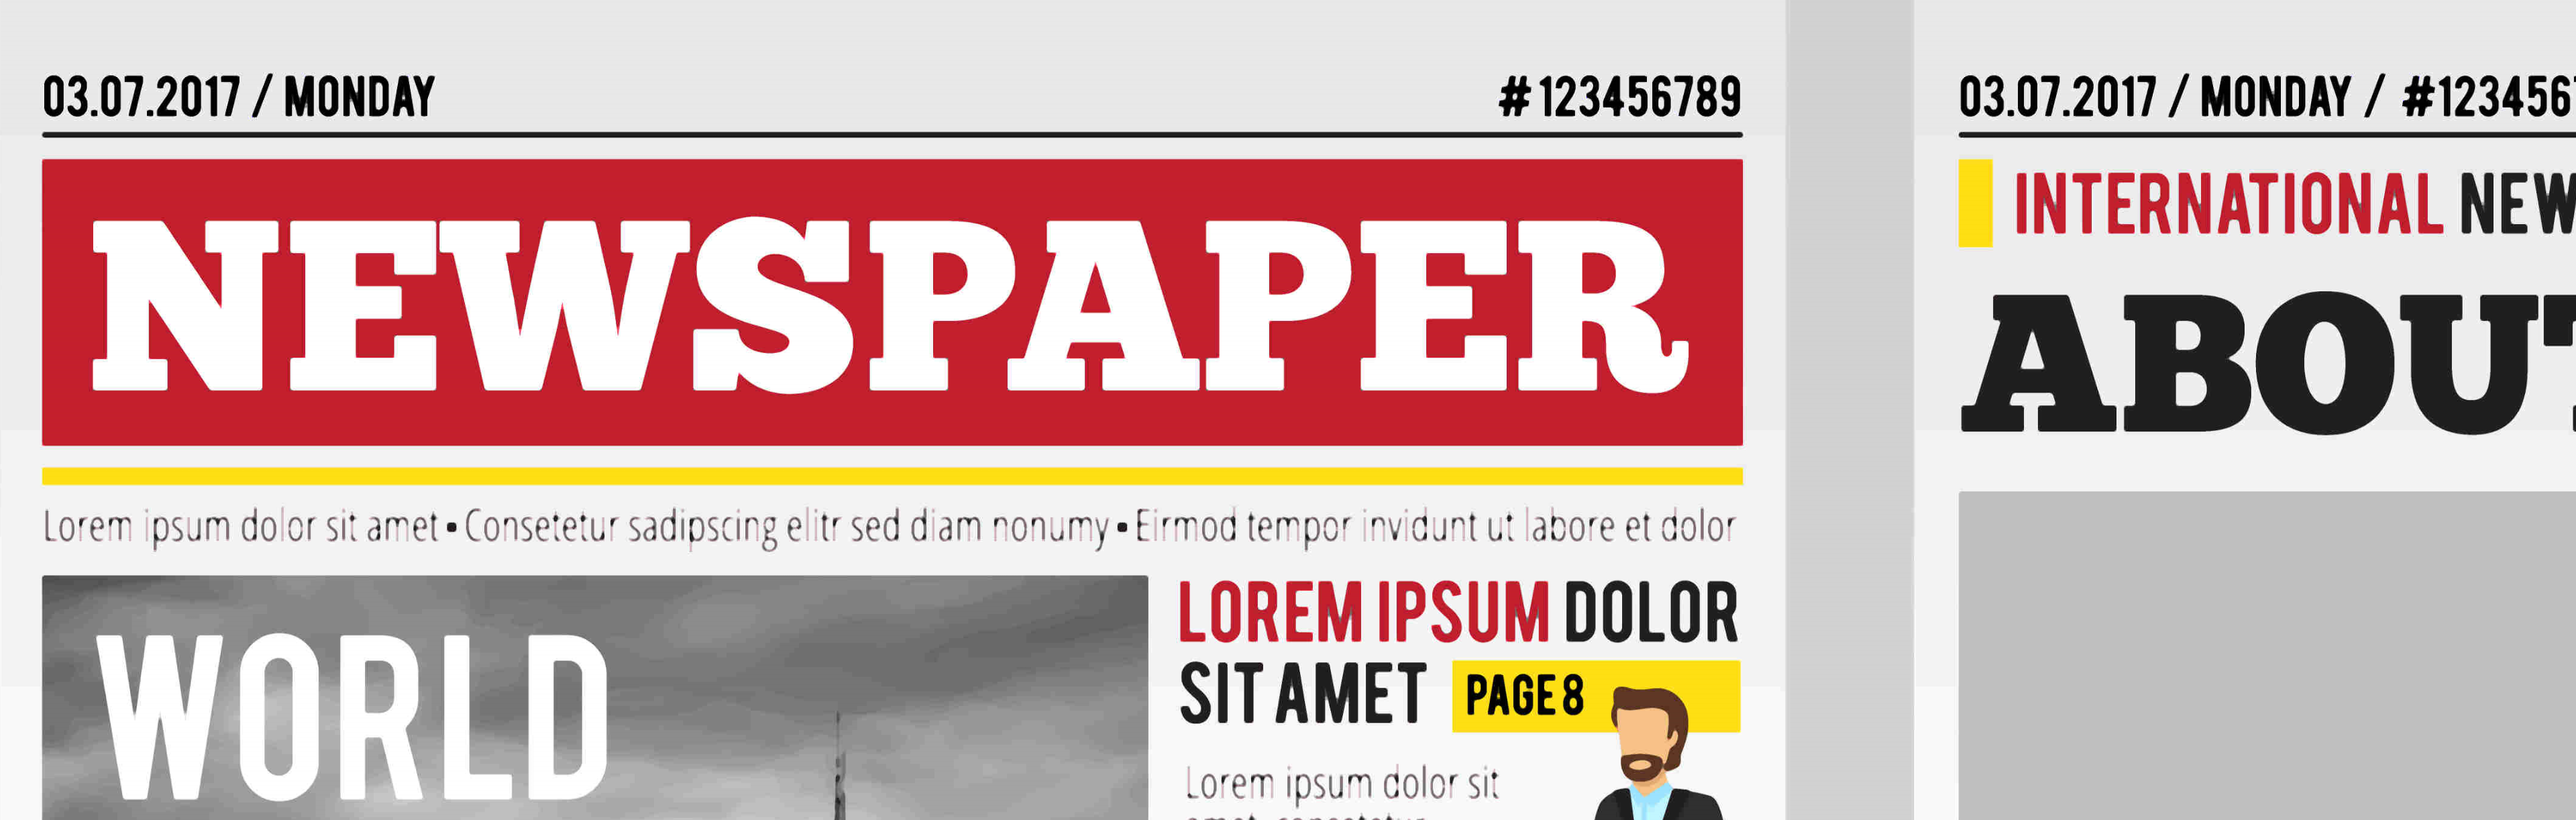 03.07.2017 / MONDAY #123456789
NEWSPAPER
Lorem ipsum dolor sit amet • Consetetur sadipscing elitr sed diam nonumy • Eirmod tempor invidunt ut labore et dolor
WORLD
LOREM IPSUM DOLOR
SIT AMET PAGE 8
Lorem ipsum dolor sit
03.07.2017 / MONDAY / #123456
INTERNATIONAL NEW
ABOUT